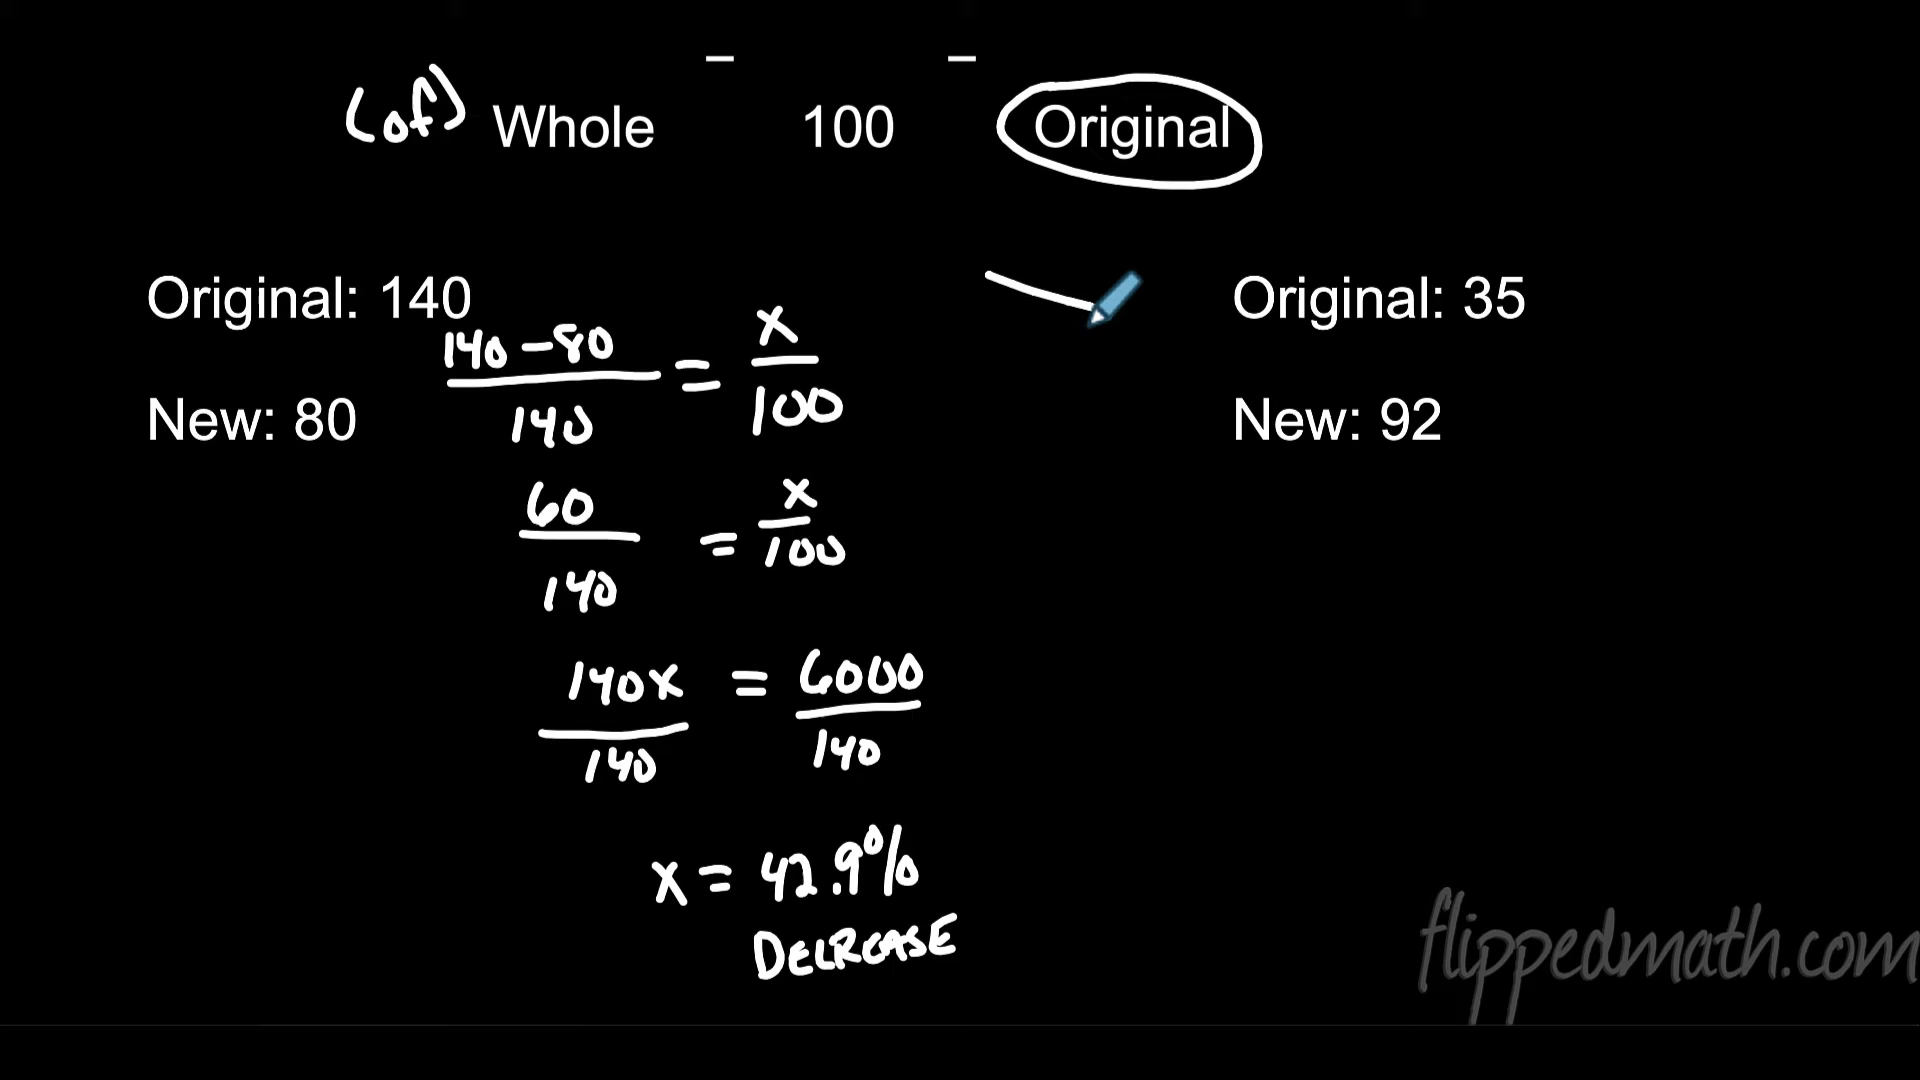 – –
(of) Whole 100 Original
Original: 140
140 - 80 = x
140 100
New: 80
60 = x
140 100
140x = 6000
140 140
x = 42.9%
DECREASE
Original: 35
New: 92
flippedmath.com